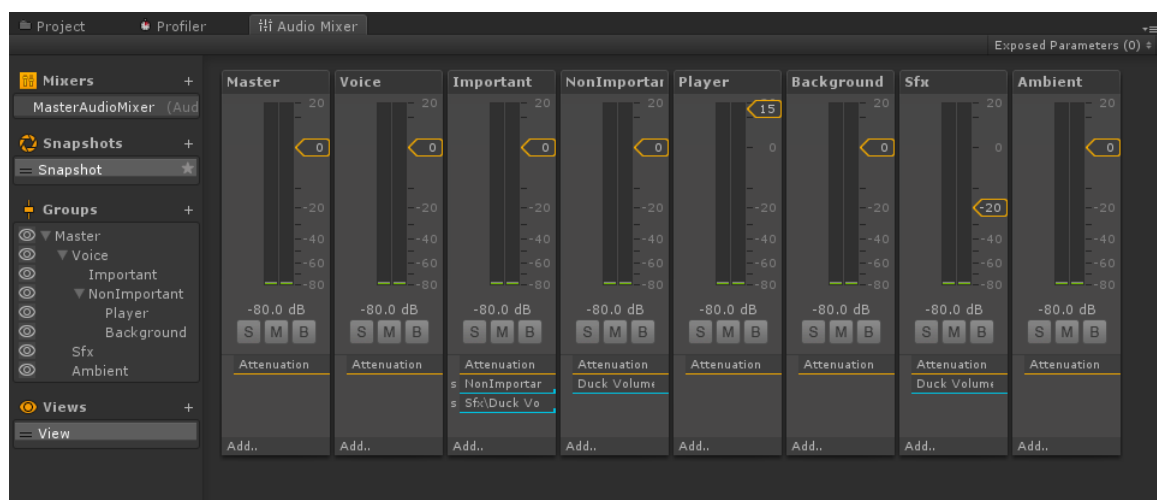 Project Profiler Audio Mixer
Exposed Parameters (0)
Mixers +
MasterAudioMixer (Aud
Snapshots +
Snapshot
Groups +
Master
Voice
Important
NonImportant
Player
Background
Sfx
Ambient
Views +
View
Master Voice Important NonImportar Player Background Sfx Ambient
20 20 20 20 20 20 20
15
0 0 0 0 0 0 0 0
-20 -20 -20 -20 -20 -20 -20 -20
-40 -40 -40 -40 -40 -40 -40 -40
-60 -60 -60 -60 -60 -60 -60 -60
-80 -80 -80 -80 -80 -80 -80 -80
-80.0 dB -80.0 dB -80.0 dB -80.0 dB -80.0 dB -80.0 dB -80.0 dB -80.0 dB
S M B S M B S M B S M B S M B S M B S M B S M B
Attenuation Attenuation Attenuation Attenuation Attenuation Attenuation Attenuation Attenuation
s NonImportar Duck Volume Duck Volume
s Sfx\Duck Vo
Add.. Add.. Add.. Add.. Add.. Add.. Add.. Add..